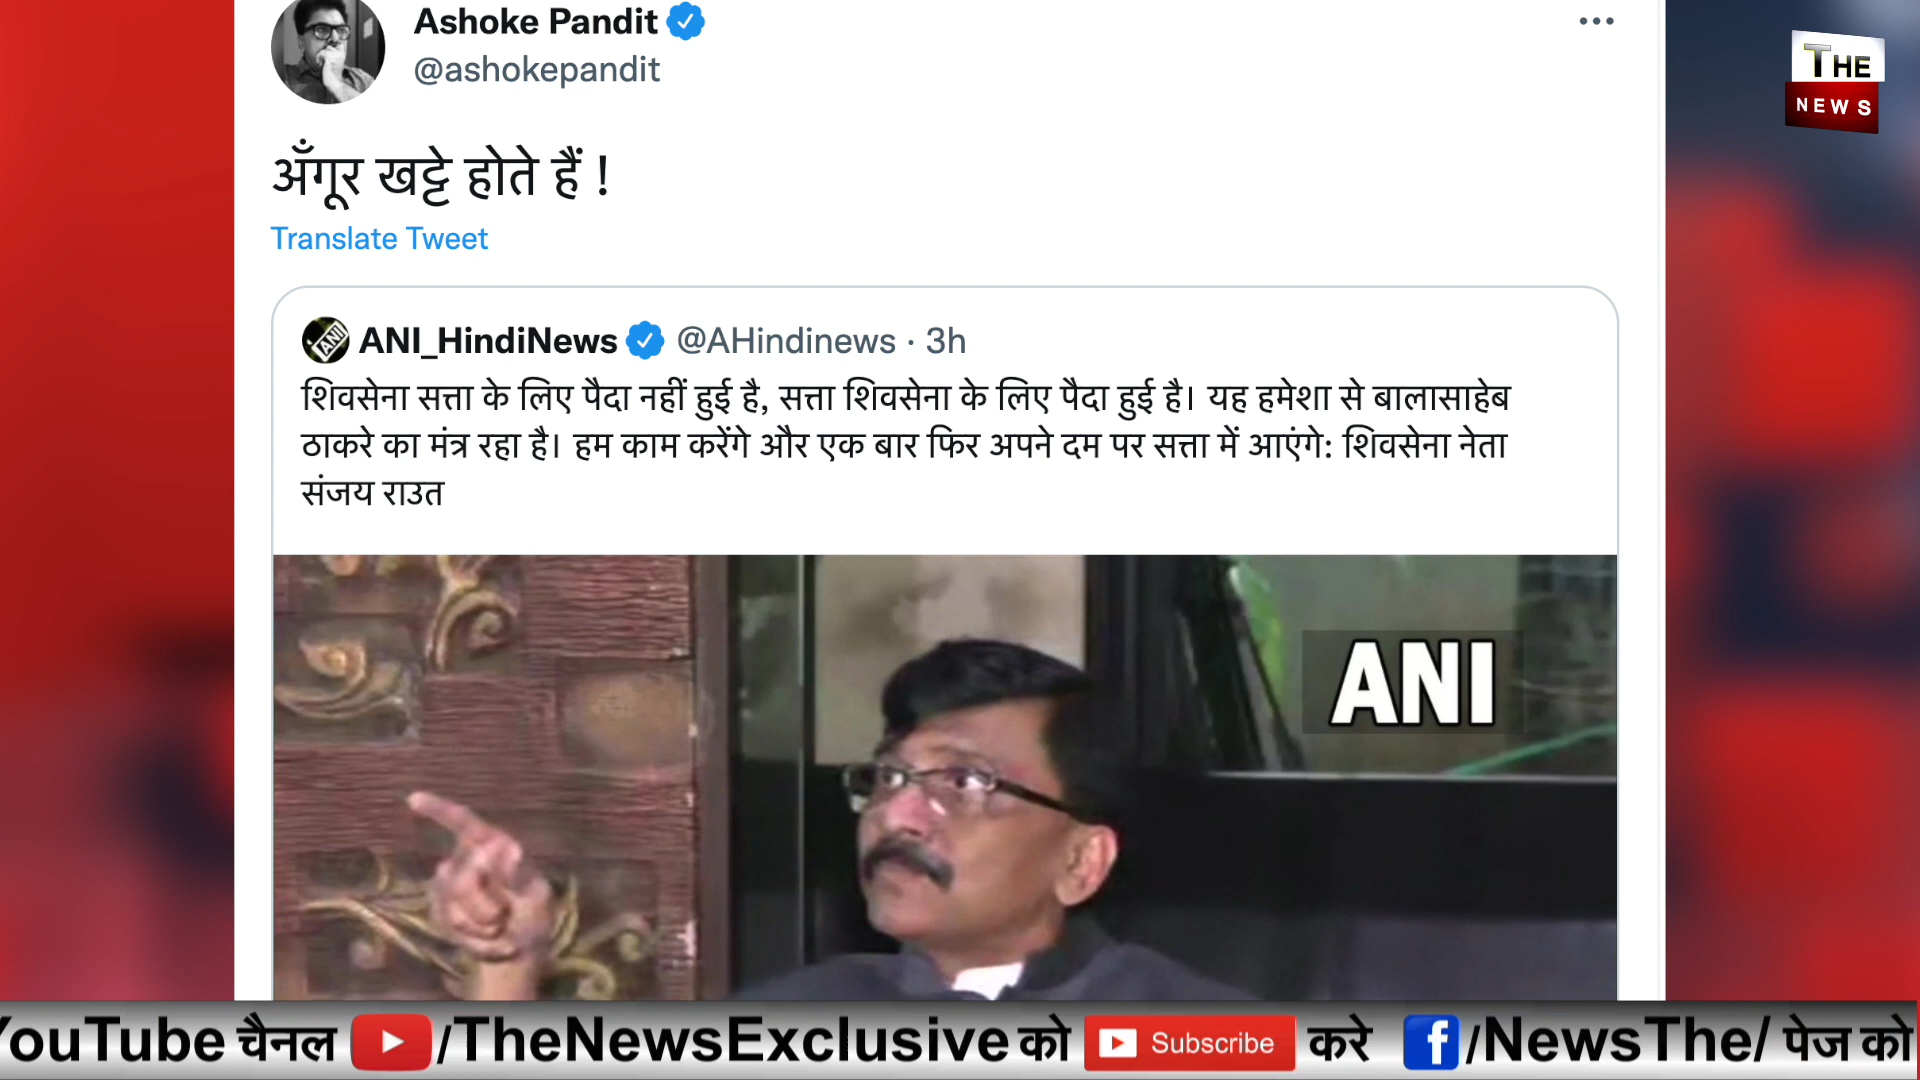 Ashoke Pandit
@ashokepandit
THE
NEWS
अँगूर खट्टे होते हैं !
Translate Tweet
ANI
ANI_HindiNews @AHindinews · 3h
शिवसेना सत्ता के लिए पैदा नहीं हुई है, सत्ता शिवसेना के लिए पैदा हुई है। यह हमेशा से बालासाहेब
ठाकरे का मंत्र रहा है। हम काम करेंगे और एक बार फिर अपने दम पर सत्ता में आएंगे: शिवसेना नेता
संजय राउत
ANI
YouTube चैनल /TheNewsExclusive को Subscribe करे f /NewsThe/ पेज को